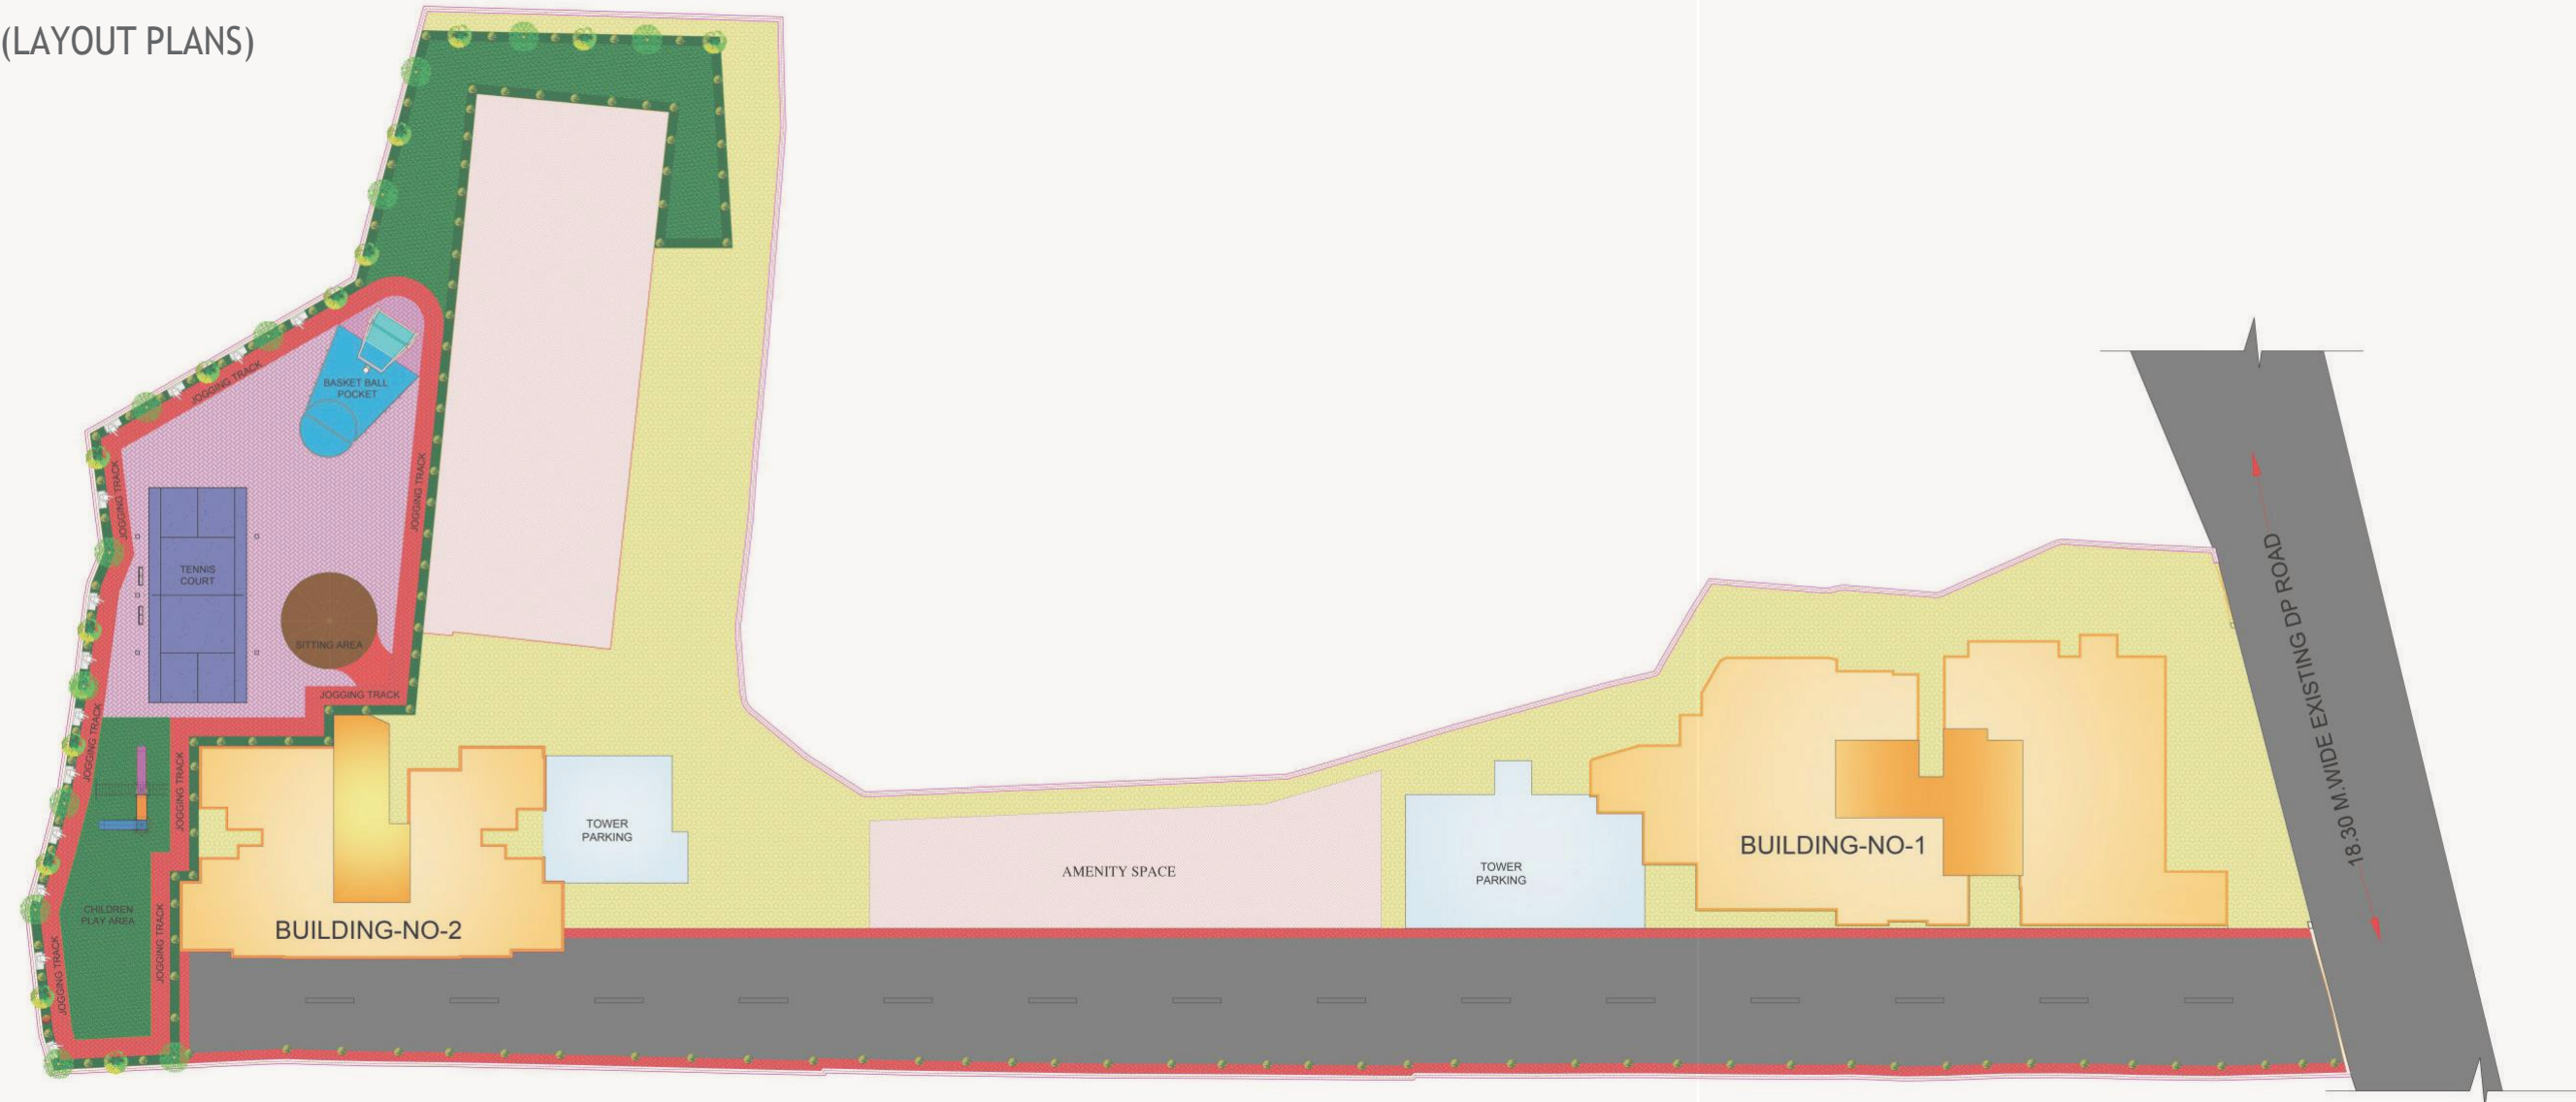 (LAYOUT PLANS)
BASKET BALL
POCKET
JOGGING TRACK
JOGGING TRACK
JOGGING TRACK
TENNIS
COURT
SITTING AREA
JOGGING TRACK
JOGGING TRACK
JOGGING TRACK
CHILDREN
PLAY AREA
JOGGING TRACK
JOGGING TRACK
BUILDING-NO-2
TOWER
PARKING
AMENITY SPACE
TOWER
PARKING
BUILDING-NO-1
18.30 M.WIDE EXISTING DP ROAD